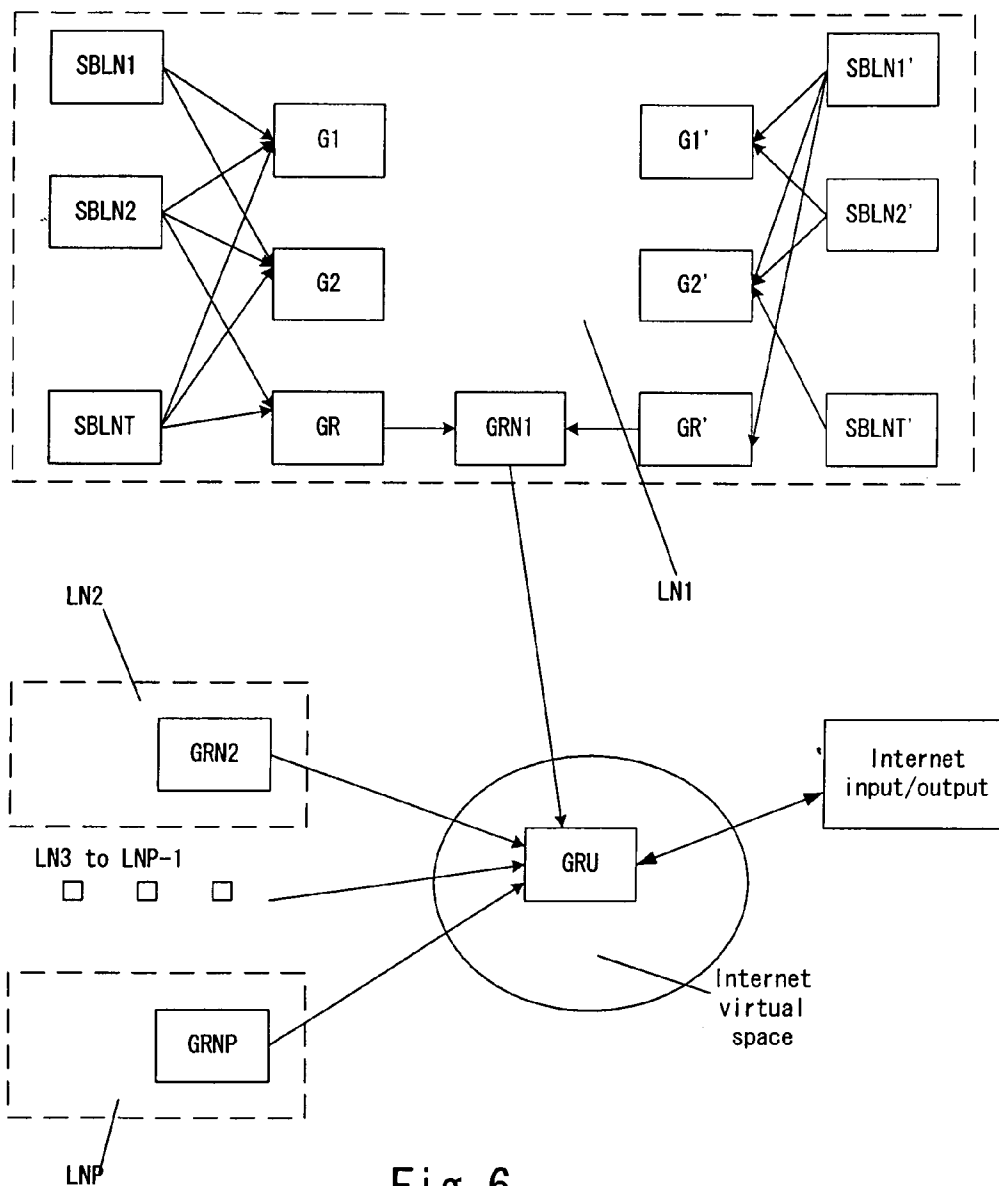 SBLN1
SBLN1'
G1
G1'
SBLN2
SBLN2'
G2
G2'
SBLNT
GR
GRN1
GR'
SBLNT'
LN1
LN2
GRN2
Internet
input/output
LN3 to LNP-1
GRU
Internet
virtual
space
GRNP
LNP
Fig. 6